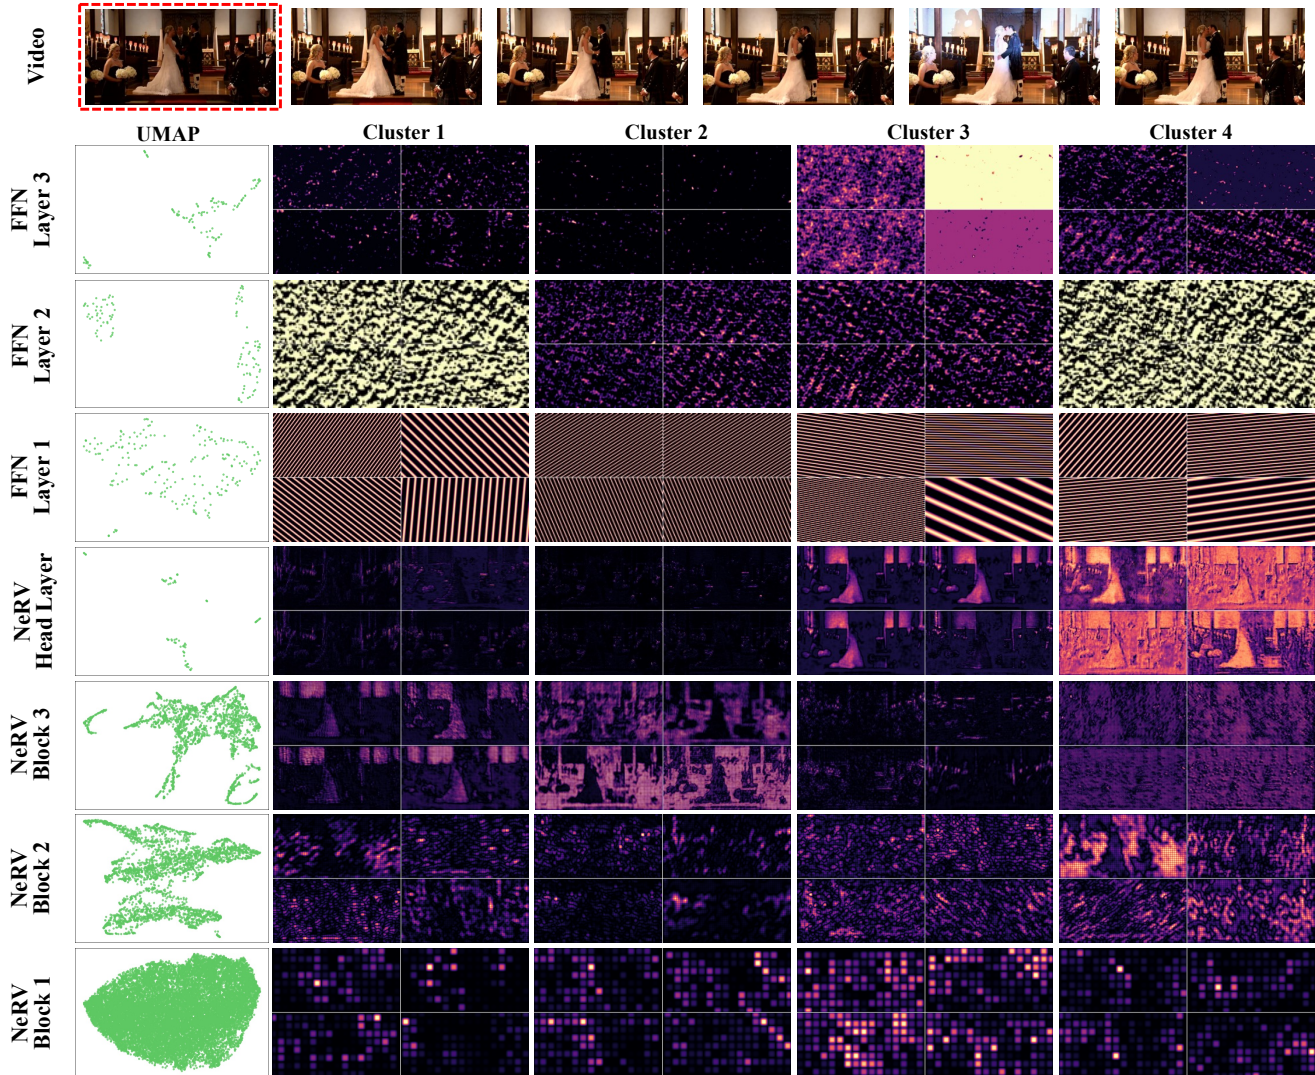 Video
UMAP
Cluster 1
Cluster 2
Cluster 3
Cluster 4
FFN
Layer 3
FFN
Layer 2
FFN
Layer 1
NeRV
Head Layer
NeRV
Block 3
NeRV
Block 2
NeRV
Block 1